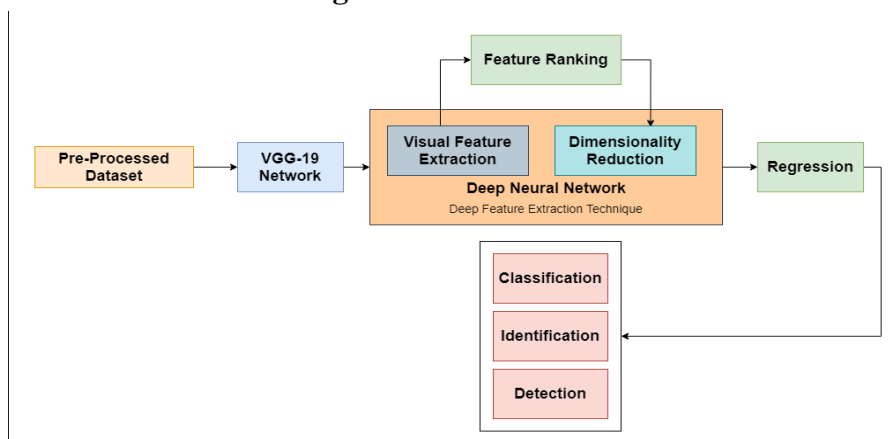 Feature Ranking
Visual Feature
Extraction
Dimensionality
Reduction
Pre-Processed
Dataset
VGG-19
Network
Regression
Deep Neural Network
Deep Feature Extraction Technique
Classification
Identification
Detection